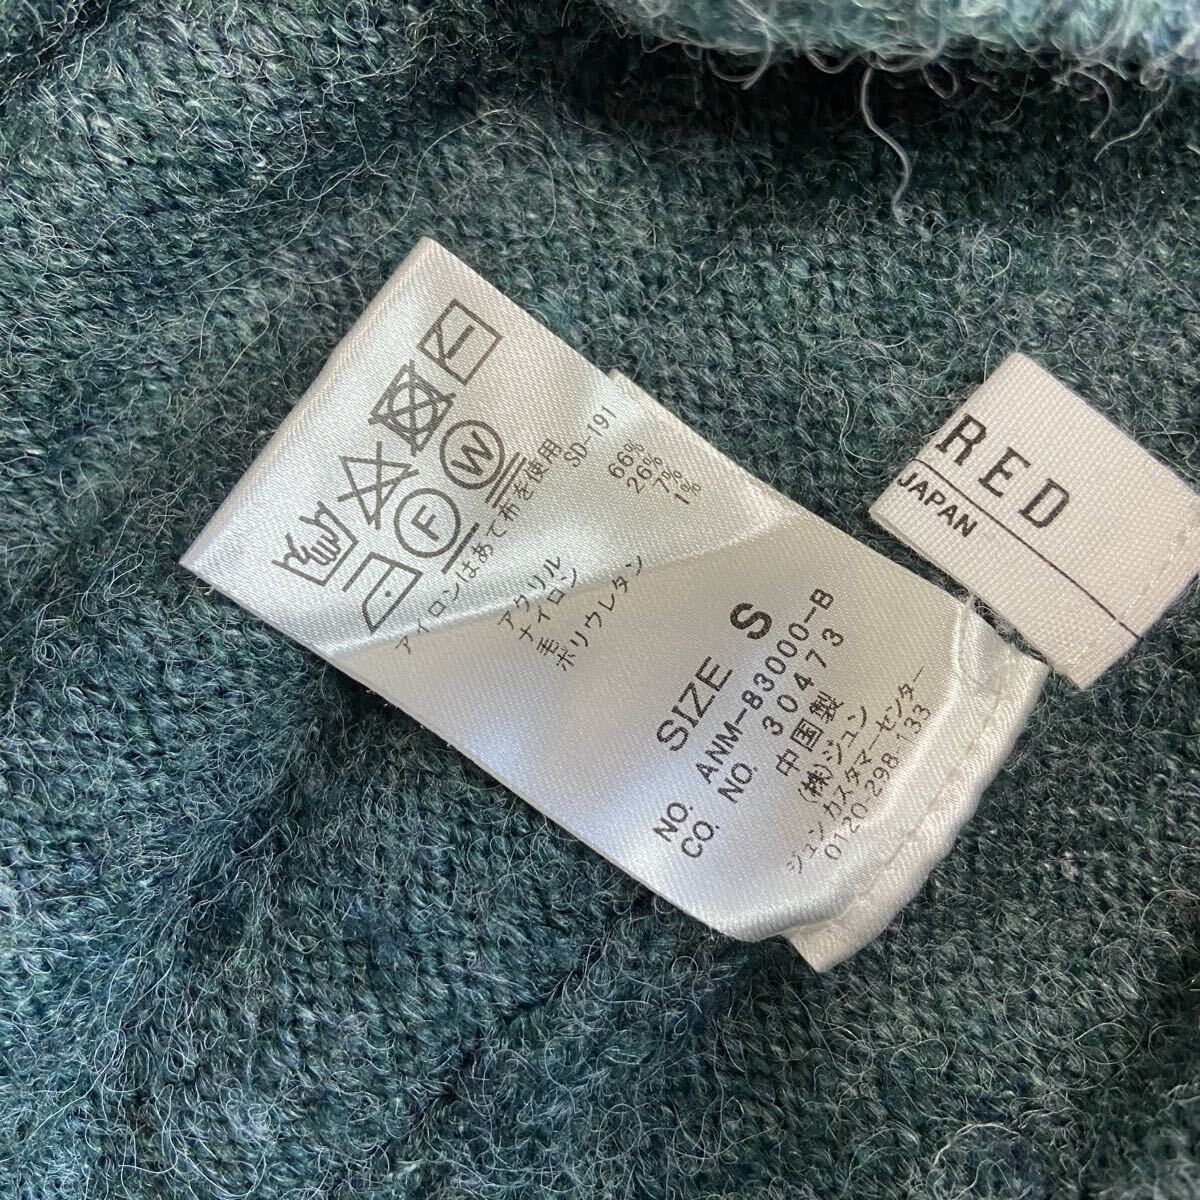 W
F
アイロンはあて布を使用
SD-191
アクリル 66%
ナイロン 26%
毛 7%
ポリウレタン 1%
SIZE S
NO. ANM-83000-B
CO. NO. 304473
中国製
(株)ジュン
ジュン カスタマーセンター
0120-298-133
RED
JAPAN